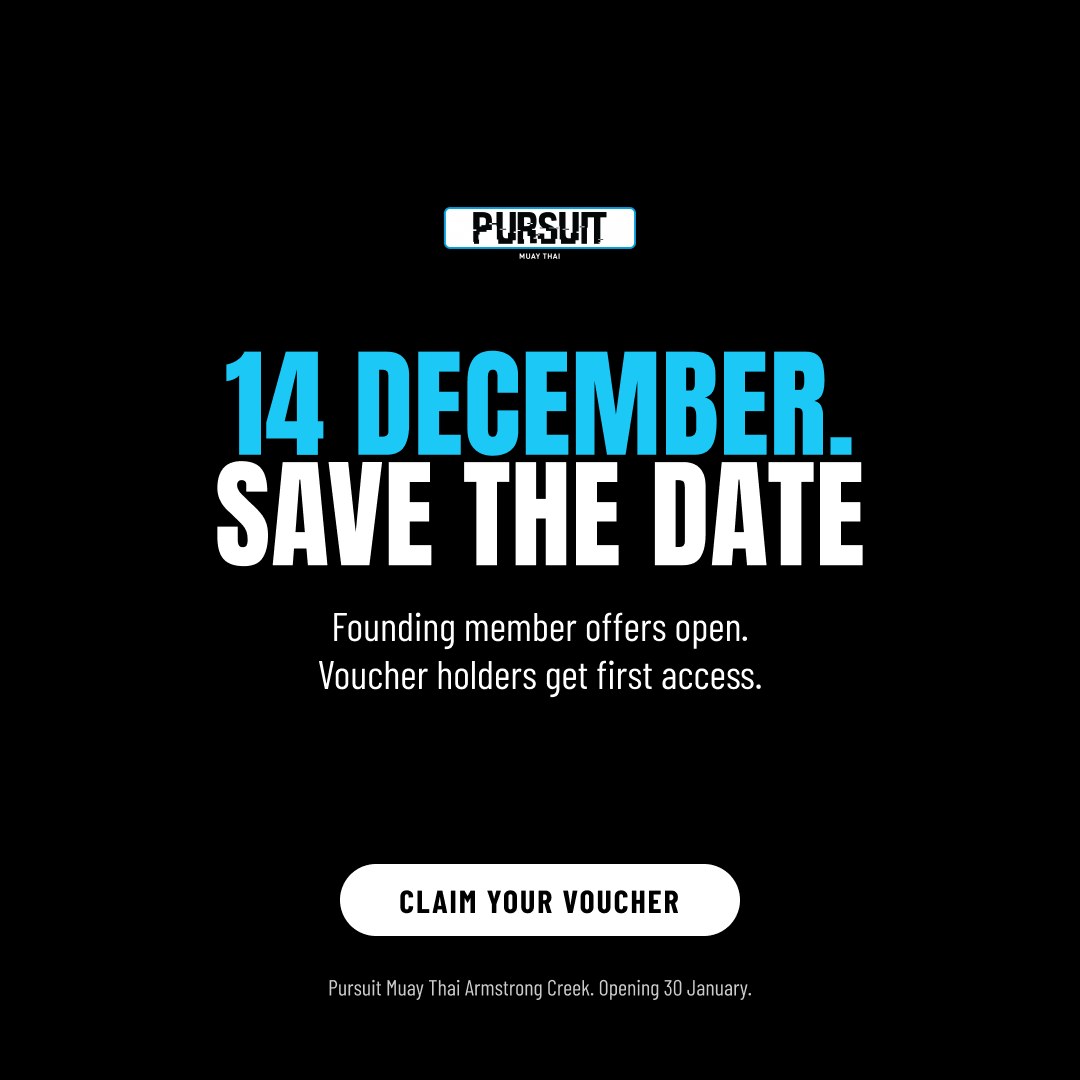 PURSUIT
MUAY THAI
14 DECEMBER.
SAVE THE DATE
Founding member offers open.
Voucher holders get first access.
CLAIM YOUR VOUCHER
Pursuit Muay Thai Armstrong Creek. Opening 30 January.